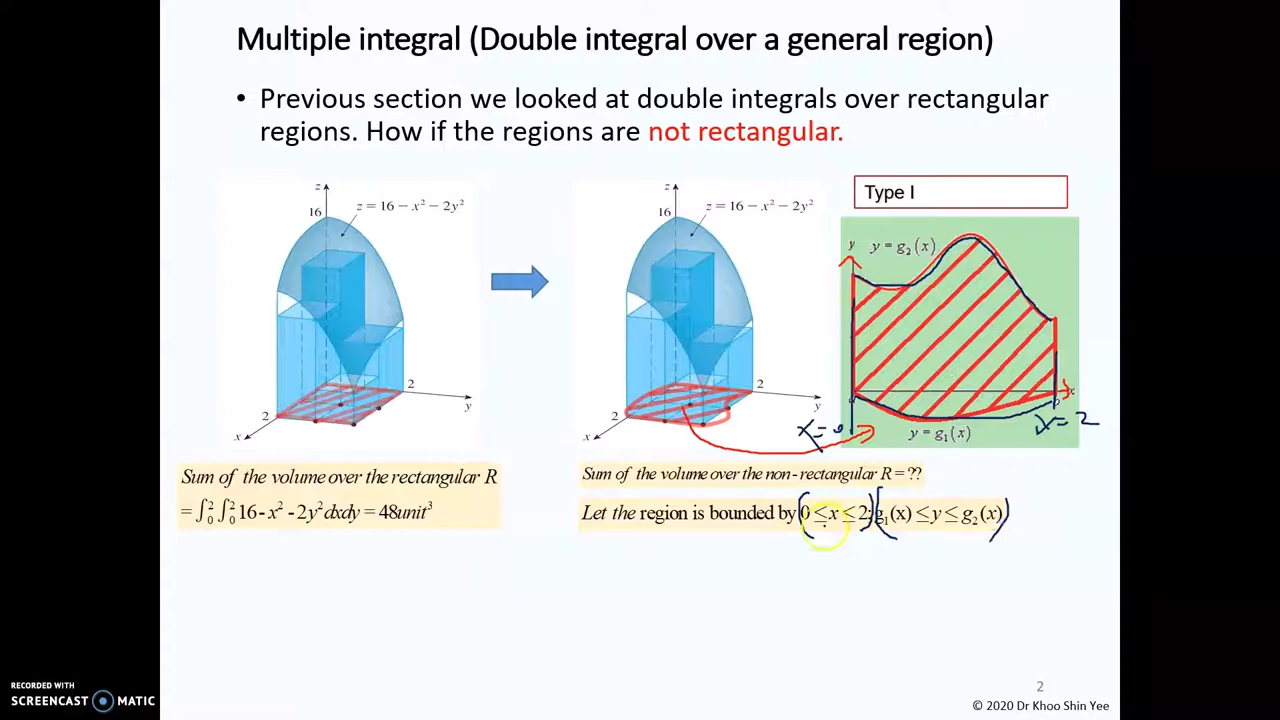 Multiple integral (Double integral over a general region)
• Previous section we looked at double integrals over rectangular
regions. How if the regions are not rectangular.
z
16
z = 16 − x² − 2y²
2
y
2
x
z
16
z = 16 − x² − 2y²
2
y
2
x
Type I
y
y = g₂(x)
x
y = g₁(x)
x = 0
x = 2
Sum of the volume over the rectangular R
= ∫₀² ∫₀² 16 - x² - 2y² dxdy = 48unit³
Sum of the volume over the non - rectangular R = ??
Let the region is bounded by 0 ≤ x ≤ 2; g₁(x) ≤ y ≤ g₂(x)
2
© 2020 Dr Khoo Shin Yee
RECORDED WITH
SCREENCAST MATIC